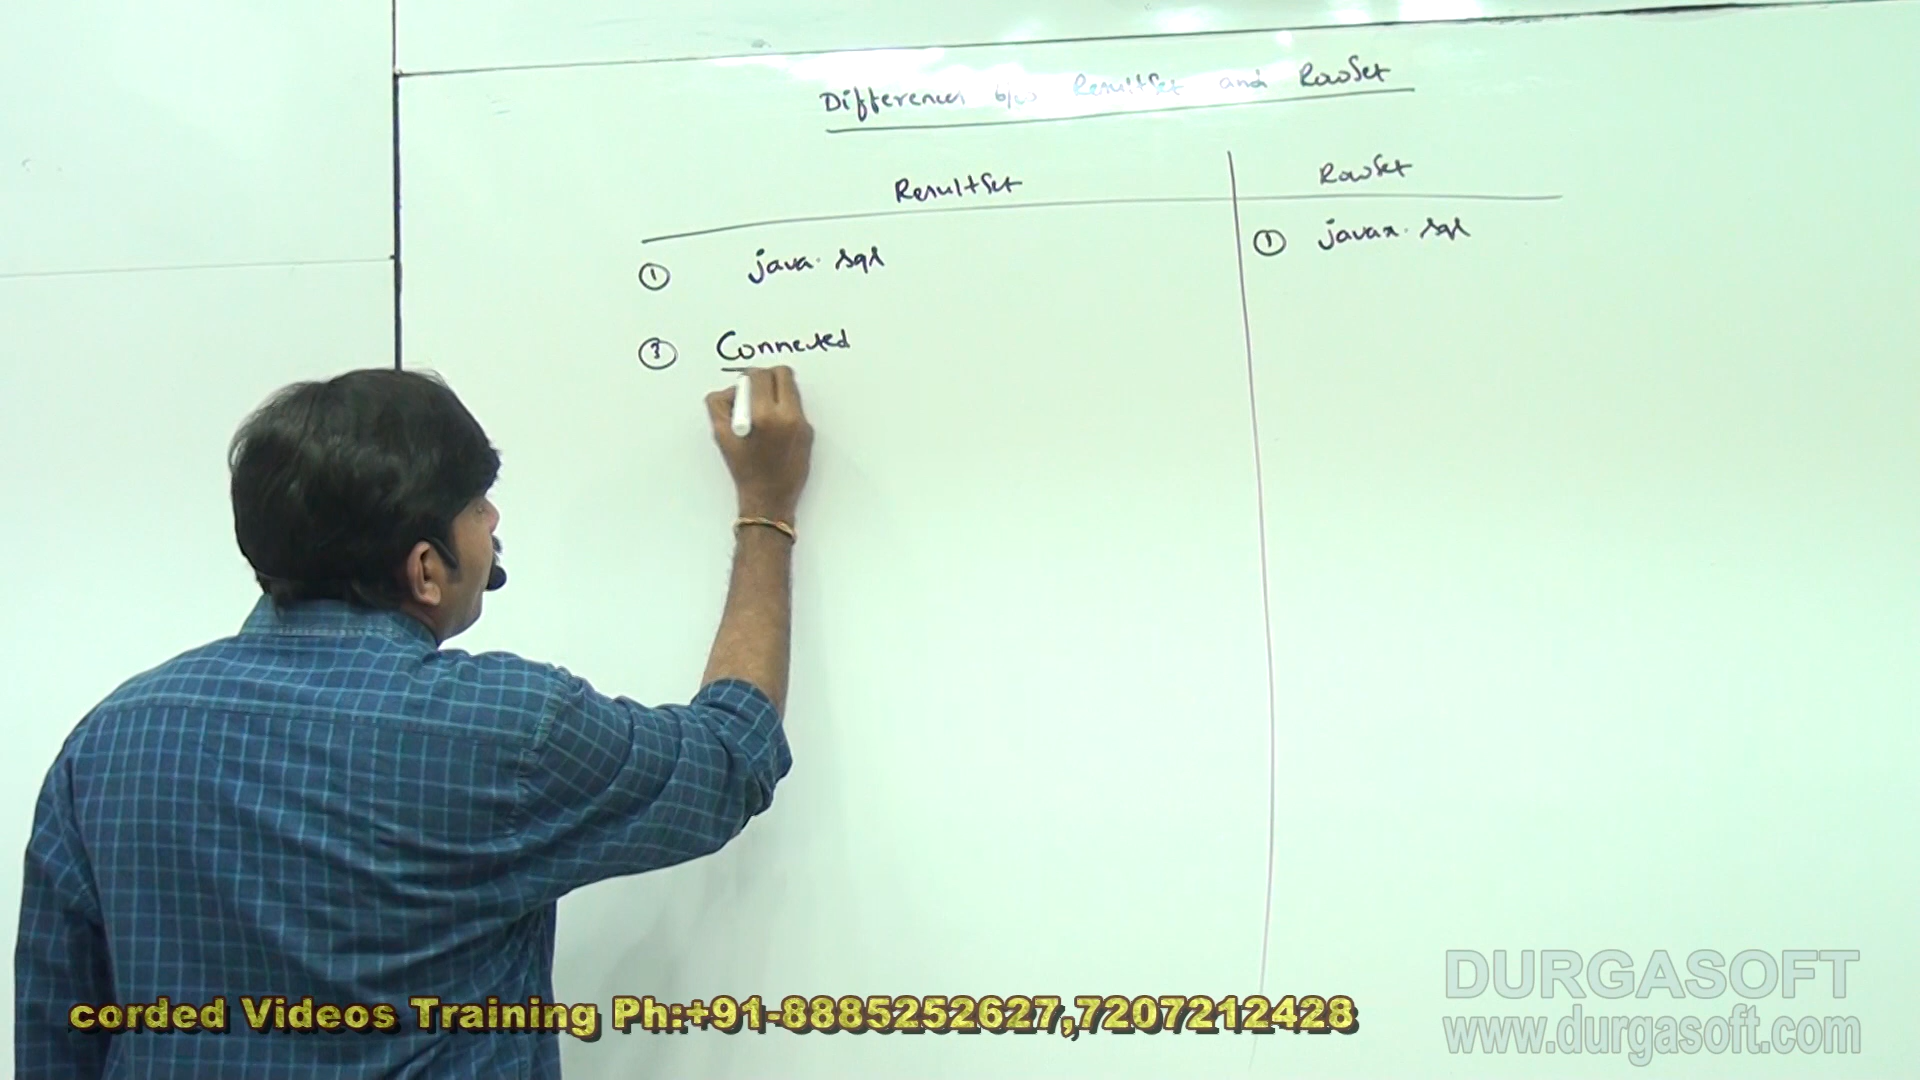 Differences b/w ResultSet and RowSet
ResultSet
RowSet
① java.sql
① javax.sql
② Connected
corded Videos Training Ph:+91-8885252627,7207212428
DURGASOFT
www.durgasoft.com